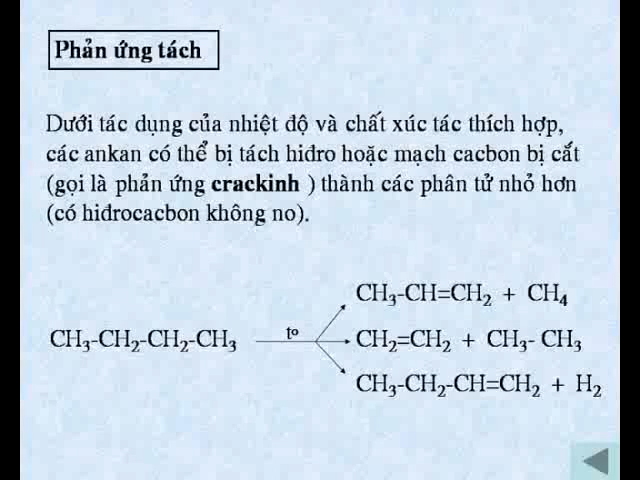 Phản ứng tách
Dưới tác dụng của nhiệt độ và chất xúc tác thích hợp,
các ankan có thể bị tách hiđro hoặc mạch cacbon bị cắt
(gọi là phản ứng crackinh ) thành các phân tử nhỏ hơn
(có hiđrocacbon không no).
CH₃-CH=CH₂ + CH₄
CH₃-CH₂-CH₂-CH₃ to CH₂=CH₂ + CH₃- CH₃
CH₃-CH₂-CH=CH₂ + H₂